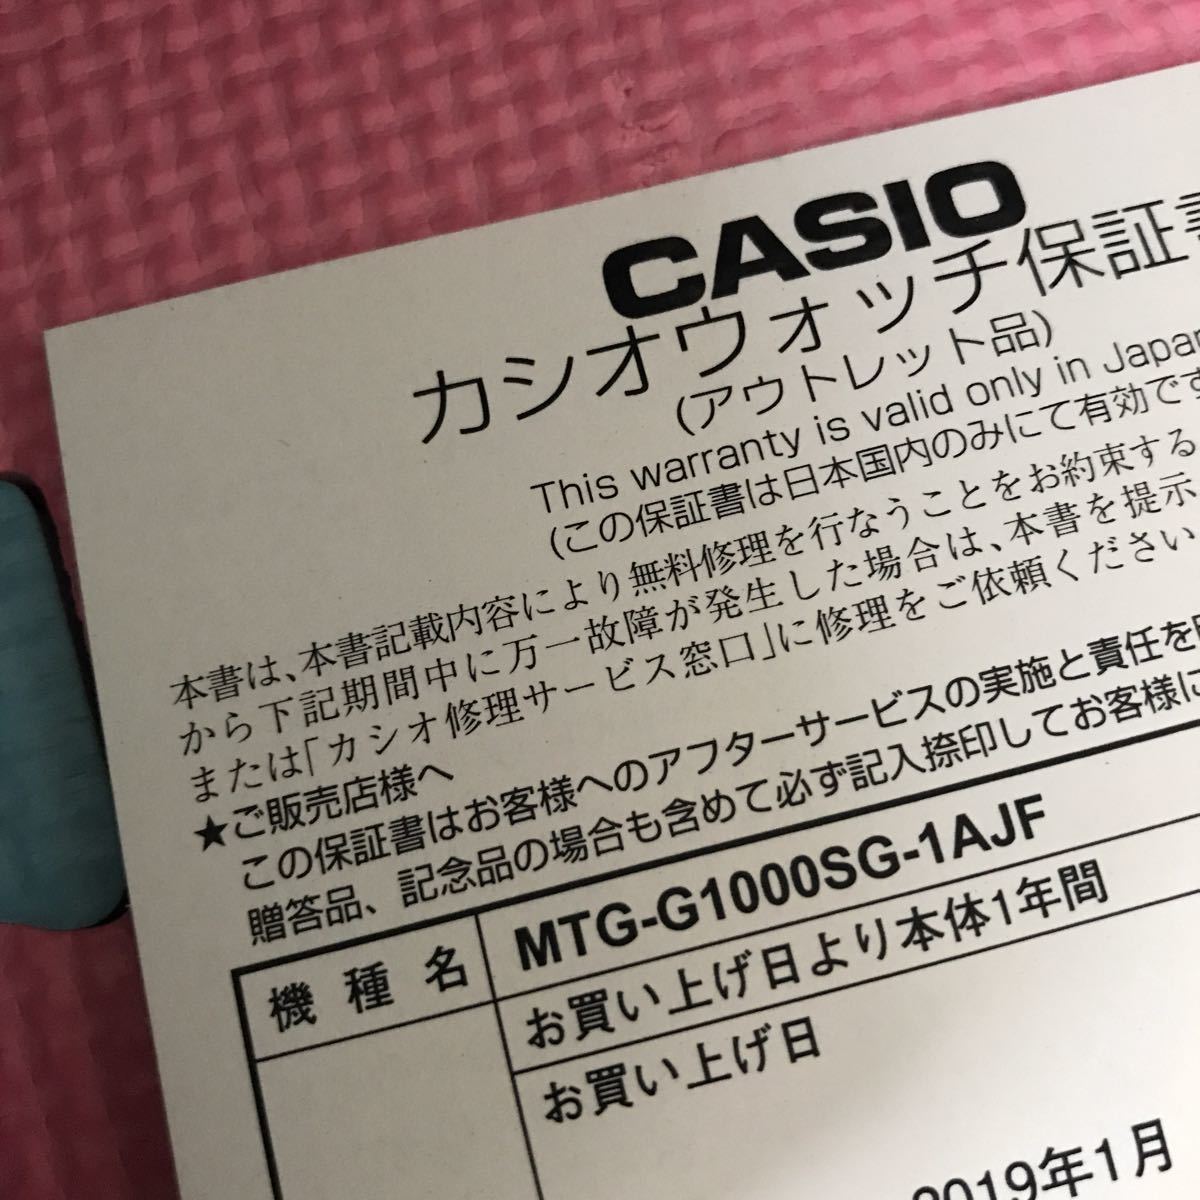 CASIO
カシオウォッチ保証書
(アウトレット品)
This warranty is valid only in Japan
(この保証書は日本国内のみにて有効です
本書は、本書記載内容により無料修理を行なうことをお約束する
から下記期間中に万一故障が発生した場合は、本書を提示
または「カシオ修理サービス窓口」に修理をご依頼ください
★ご販売店様へ
この保証書はお客様へのアフターサービスの実施と責任を
贈答品、記念品の場合も含めて必ず記入捺印してお客様に
機種名 MTG-G1000SG-1AJF
お買い上げ日より本体1年間
お買い上げ日
2019年1月